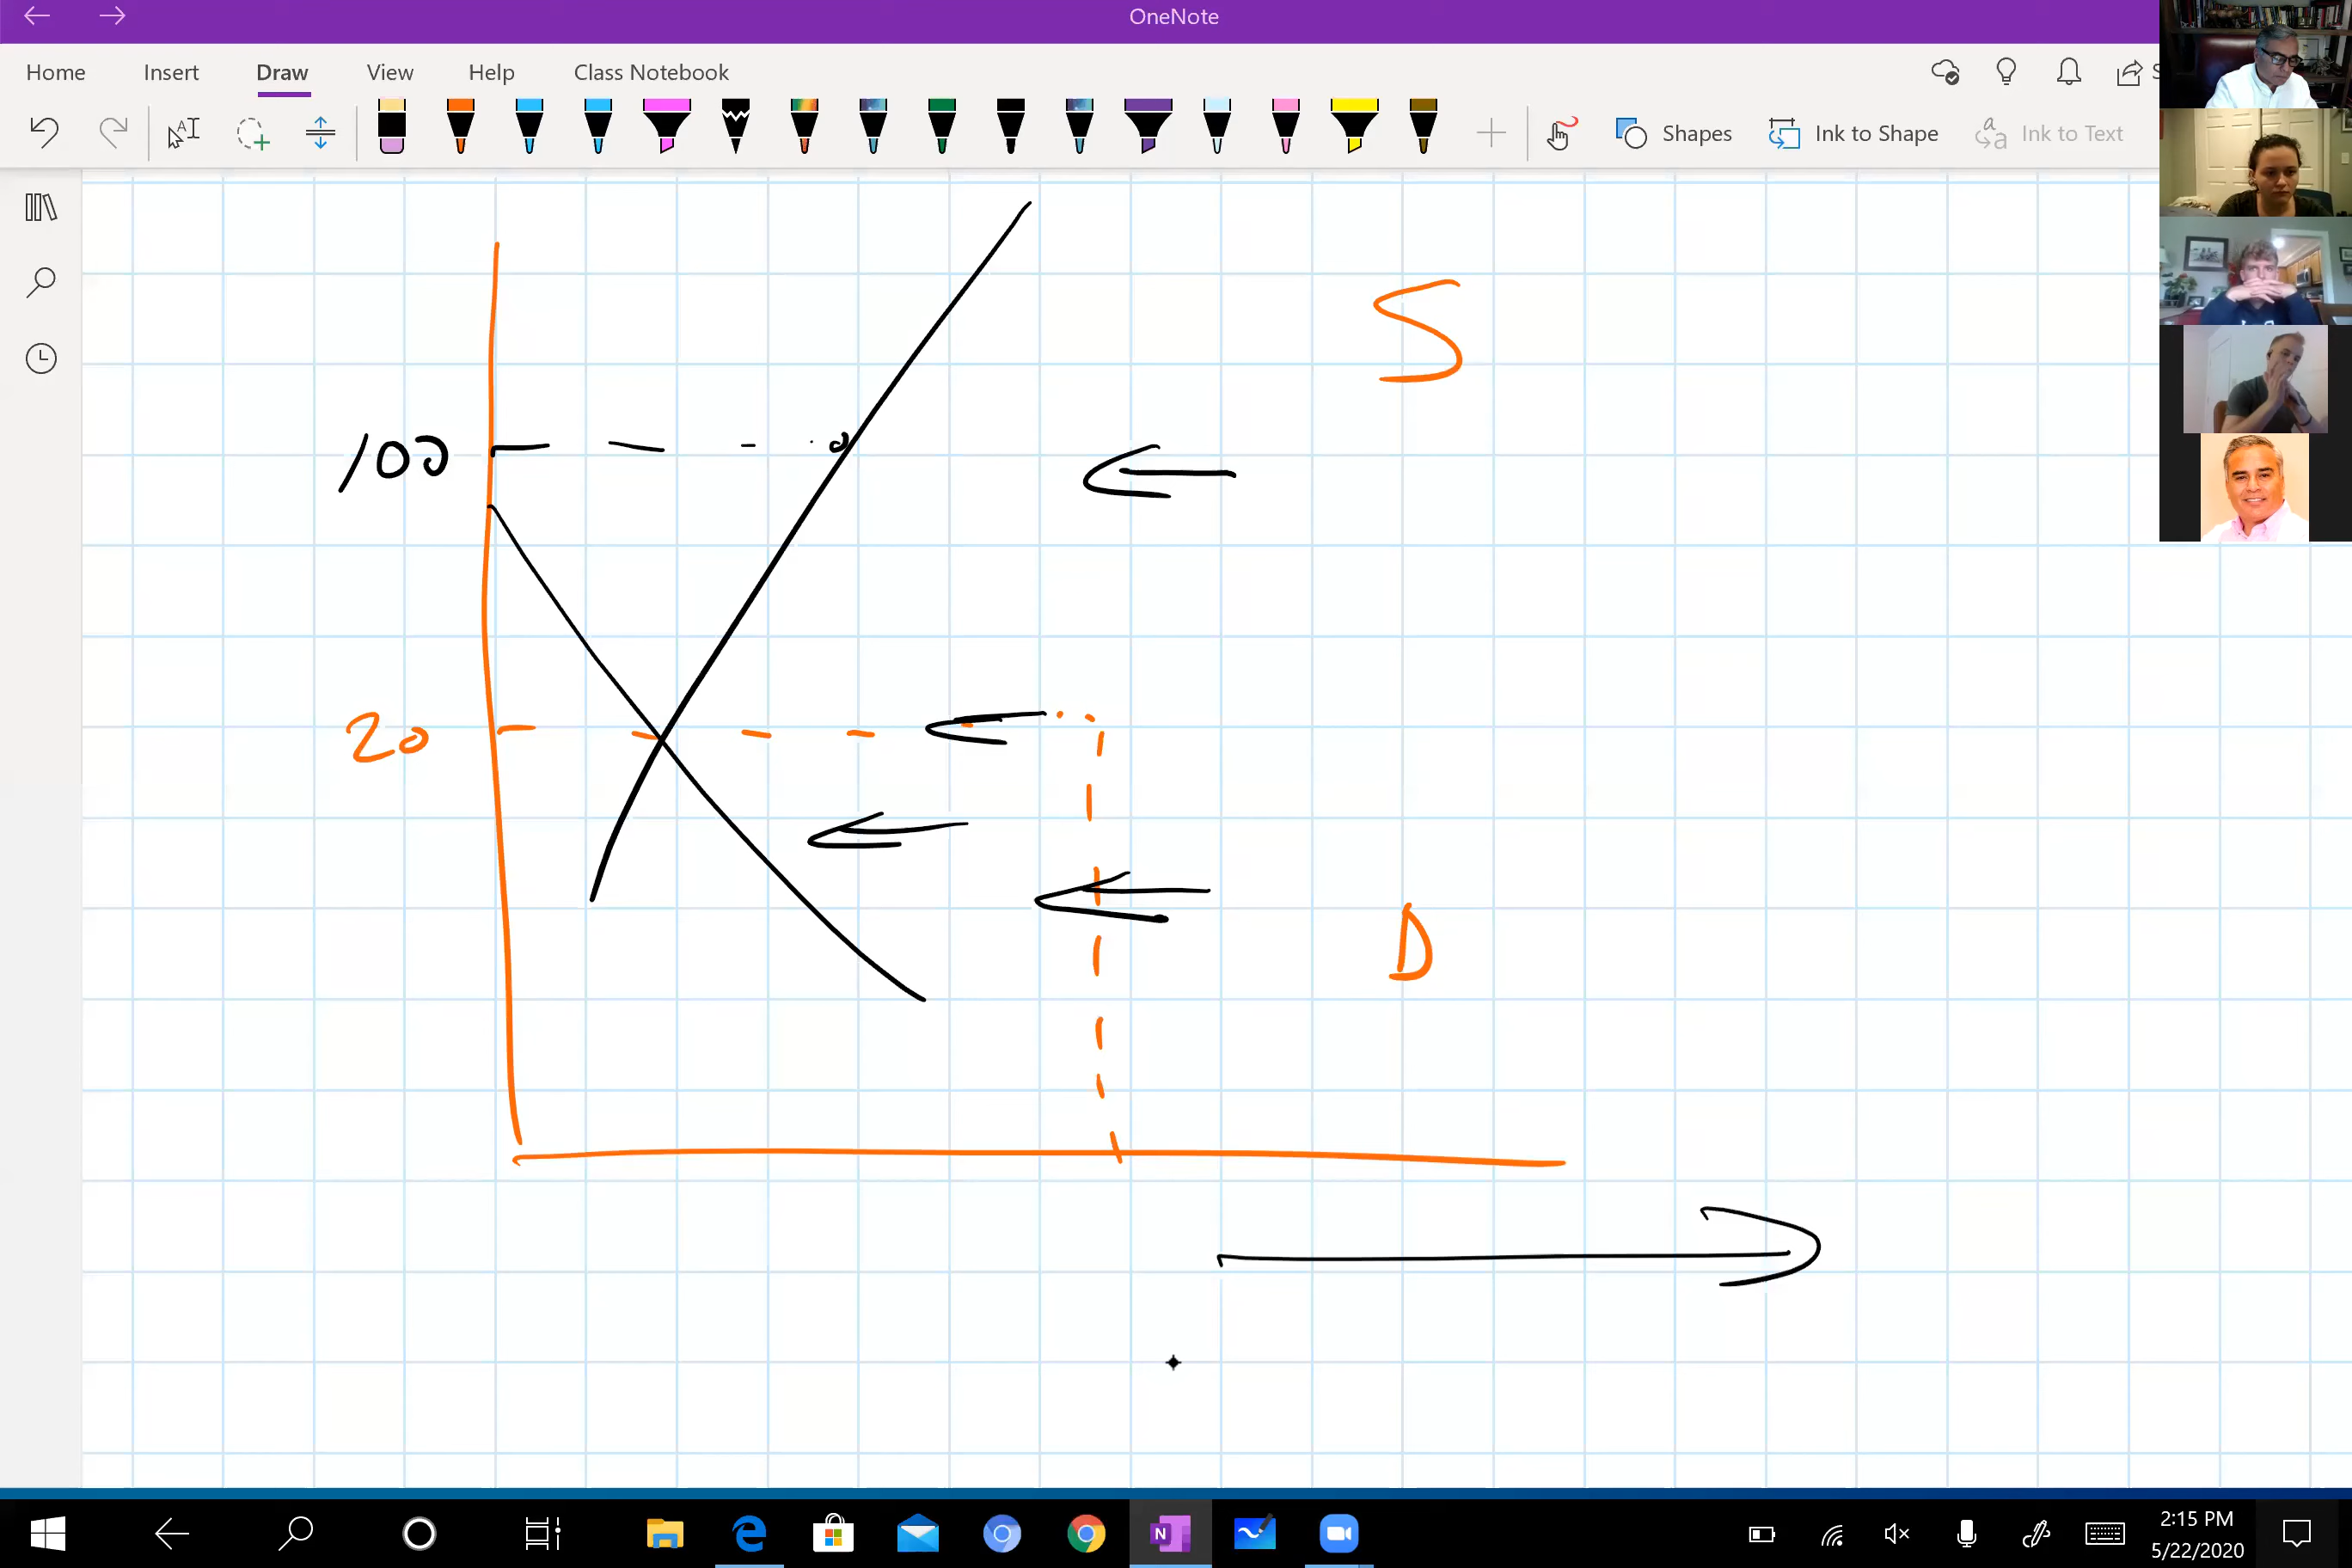 OneNote
Home Insert Draw View Help Class Notebook
Shapes Ink to Shape Ink to Text
S
100
20
D
2:15 PM
5/22/2020